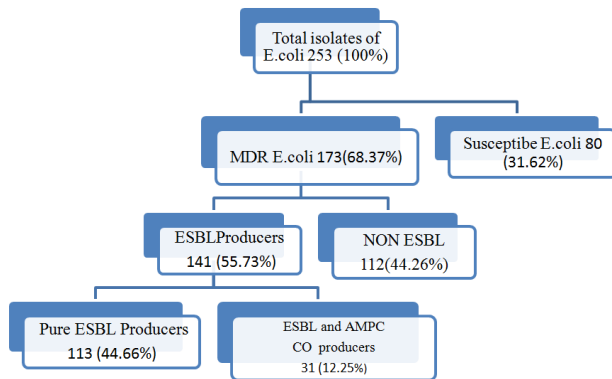 Total isolates of
E.coli 253 (100%)
MDR E.coli 173(68.37%)
Susceptibe E.coli 80
(31.62%)
ESBLProducers
141 (55.73%)
NON ESBL
112(44.26%)
Pure ESBL Producers
113 (44.66%)
ESBL and AMPC
CO producers
31 (12.25%)